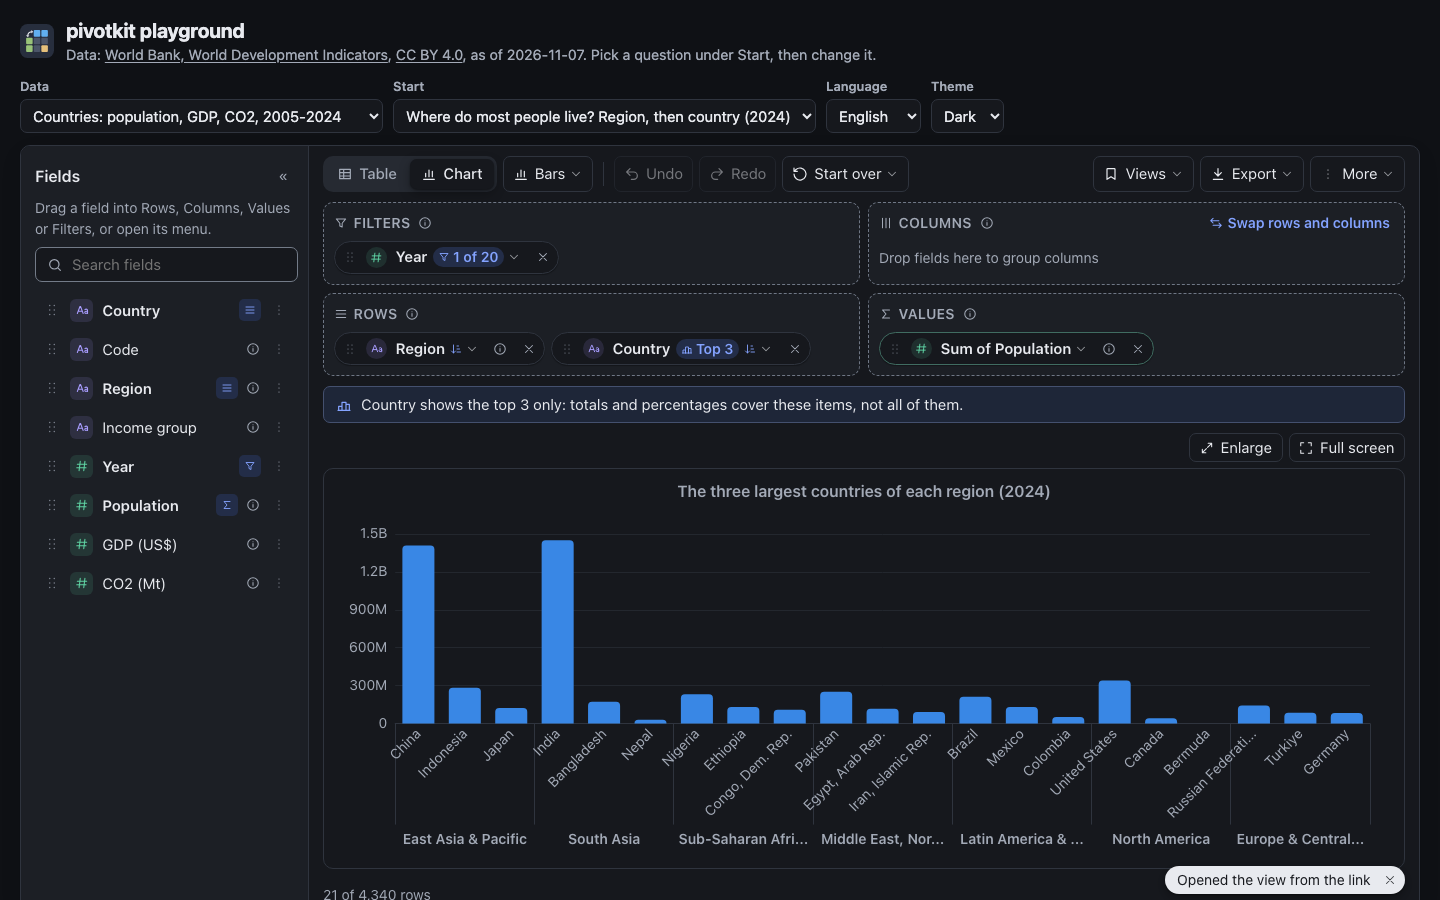 pivotkit playground
Data: World Bank, World Development Indicators, CC BY 4.0, as of 2026-11-07. Pick a question under Start, then change it.
Data
Start
Language
Theme
Countries: population, GDP, CO2, 2005-2024
Where do most people live? Region, then country (2024)
English
Dark
Fields
«
Drag a field into Rows, Columns, Values
or Filters, or open its menu.
Search fields
Aa Country
Aa Code
Aa Region
Aa Income group
# Year
# Population Σ
# GDP (US$)
# CO2 (Mt)
Table
Chart
Bars
Undo
Redo
Start over
Views
Export
More
FILTERS
# Year 1 of 20
COLUMNS
Swap rows and columns
Drop fields here to group columns
ROWS
Aa Region
Aa Country Top 3
Σ VALUES
# Sum of Population
Country shows the top 3 only: totals and percentages cover these items, not all of them.
Enlarge
Full screen
The three largest countries of each region (2024)
1.5B
1.2B
900M
600M
300M
0
China
Indonesia
Japan
India
Bangladesh
Nepal
Nigeria
Ethiopia
Congo, Dem. Rep.
Pakistan
Egypt, Arab Rep.
Iran, Islamic Rep.
Brazil
Mexico
Colombia
United States
Canada
Bermuda
Russian Federati...
Turkiye
Germany
East Asia & Pacific
South Asia
Sub-Saharan Afri...
Middle East, Nor...
Latin America & ...
North America
Europe & Central...
21 of 4,340 rows
Opened the view from the link